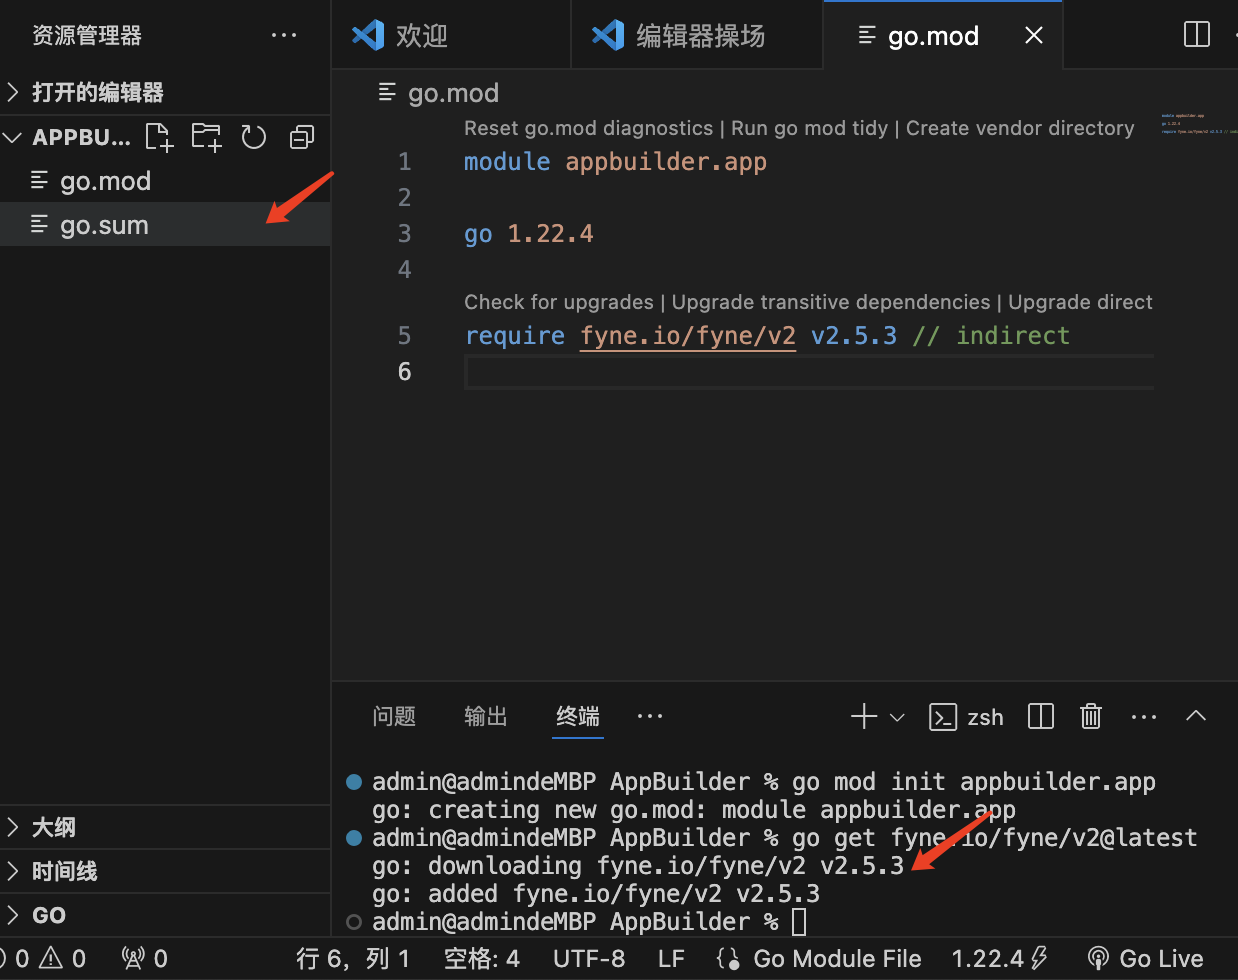 资源管理器
打开的编辑器
APPBU...
go.mod
go.sum
大纲
时间线
GO
欢迎
编辑器操场
go.mod
go.mod
Reset go.mod diagnostics | Run go mod tidy | Create vendor directory
1 module appbuilder.app
2
3 go 1.22.4
4
Check for upgrades | Upgrade transitive dependencies | Upgrade direct
5 require fyne.io/fyne/v2 v2.5.3 // indirect
6
问题 输出 终端
zsh
admin@admindeMBP AppBuilder % go mod init appbuilder.app
go: creating new go.mod: module appbuilder.app
admin@admindeMBP AppBuilder % go get fyne.io/fyne/v2@latest
go: downloading fyne.io/fyne/v2 v2.5.3
go: added fyne.io/fyne/v2 v2.5.3
admin@admindeMBP AppBuilder %
0 0 0 行 6，列 1 空格: 4 UTF-8 LF Go Module File 1.22.4 Go Live